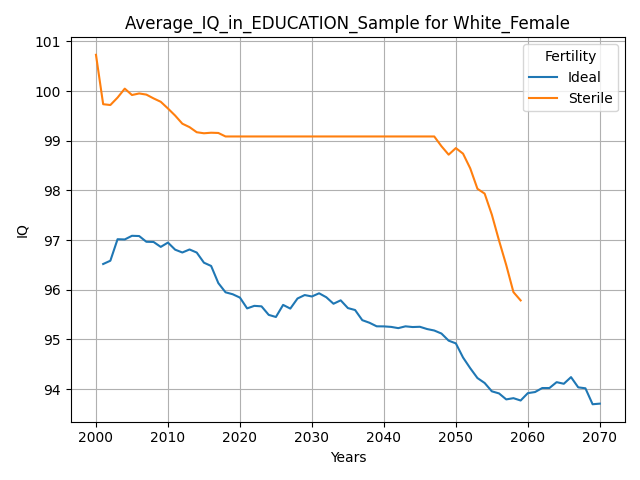 Average_IQ_in_EDUCATION_Sample for White_Female
101
100
99
98
97
96
95
94
IQ
Fertility
Ideal
Sterile
2000 2010 2020 2030 2040 2050 2060 2070
Years